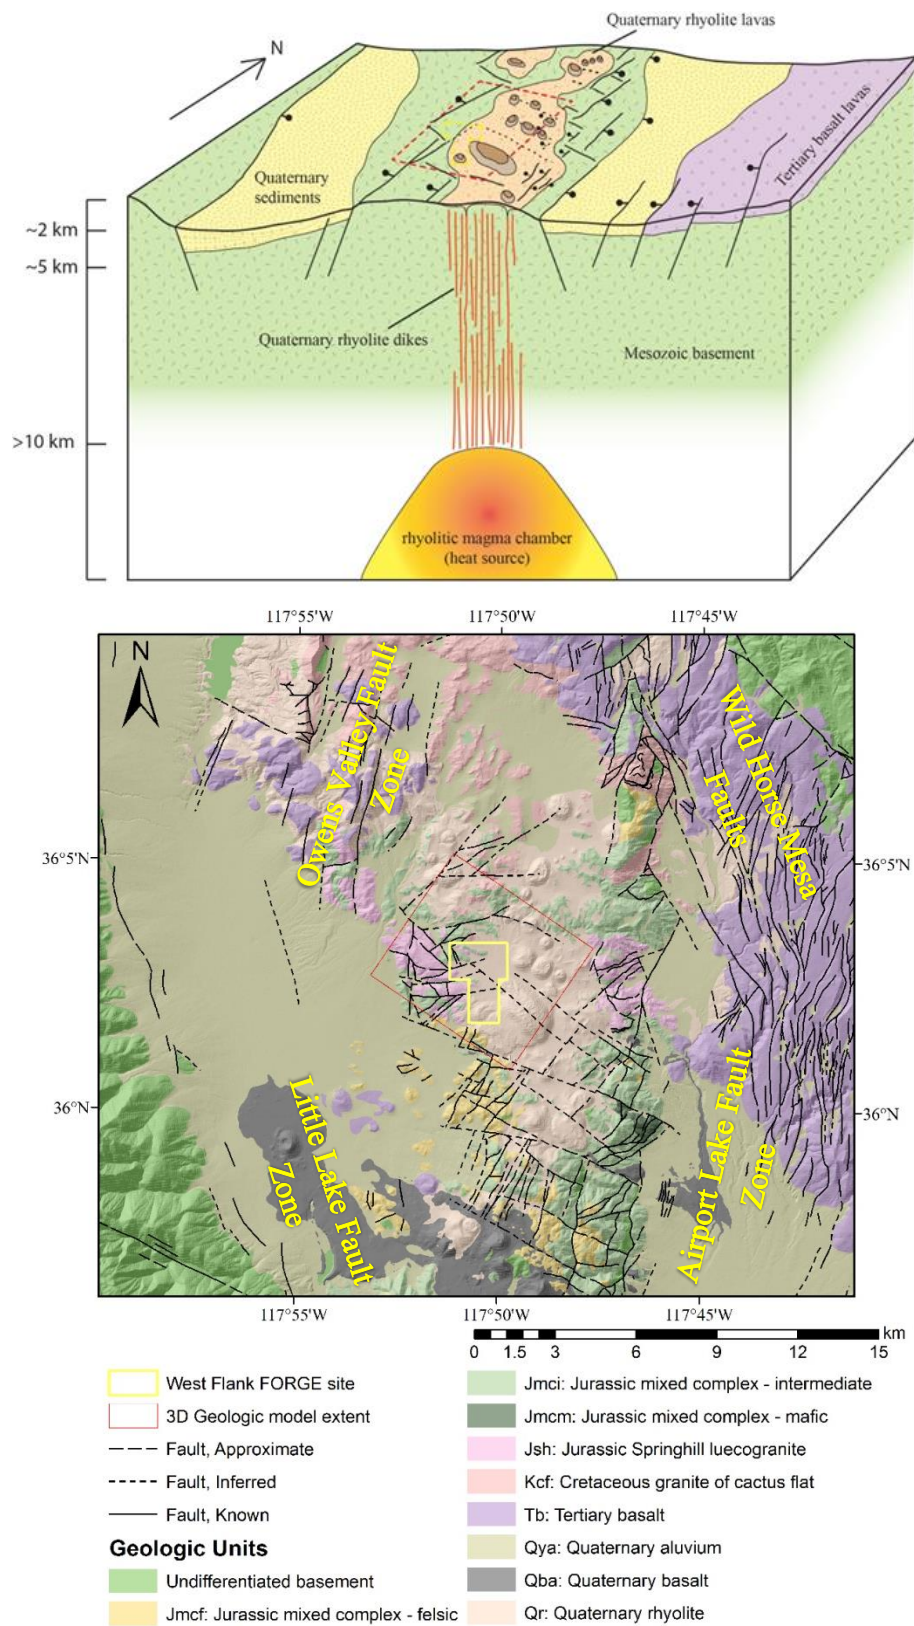 Quaternary rhyolite lavas
N
Quaternary
sediments
Tertiary basalt lavas
~2 km
~5 km
Quaternary rhyolite dikes
Mesozoic basement
>10 km
rhyolitic magma chamber
(heat source)
117°55'W
117°50'W
117°45'W
N
Owens Valley Fault
Zone
Wild Horse Mesa
Faults
36°5'N
36°5'N
36°N
36°N
Little Lake Fault
Zone
Airport Lake Fault
Zone
117°55'W
117°50'W
117°45'W
km
0 1.5 3 6 9 12 15
West Flank FORGE site
3D Geologic model extent
Fault, Approximate
Fault, Inferred
Fault, Known
Geologic Units
Undifferentiated basement
Jmcf: Jurassic mixed complex - felsic
Jmci: Jurassic mixed complex - intermediate
Jmcm: Jurassic mixed complex - mafic
Jsh: Jurassic Springhill luecogranite
Kcf: Cretaceous granite of cactus flat
Tb: Tertiary basalt
Qya: Quaternary aluvium
Qba: Quaternary basalt
Qr: Quaternary rhyolite